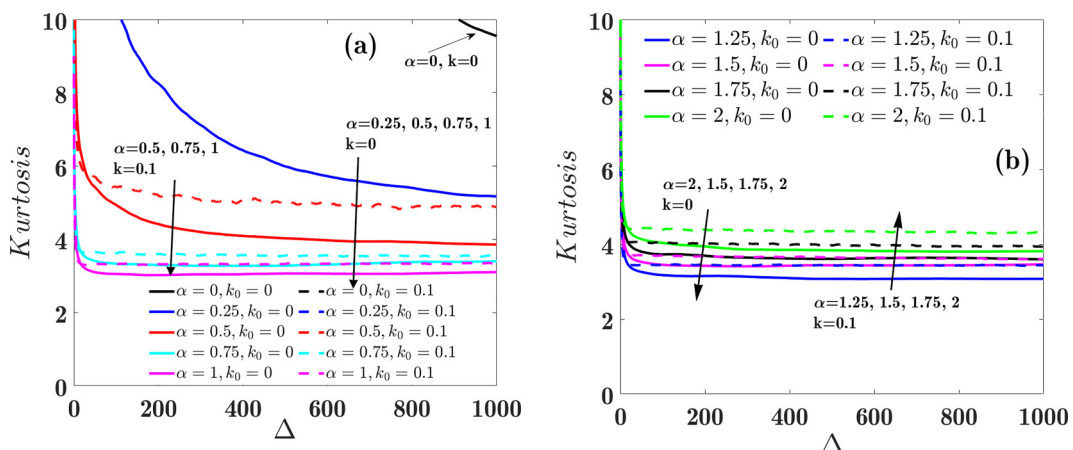 (a)
α=0, k=0
α=0.25, 0.5, 0.75, 1
k=0
α=0.5, 0.75, 1
k=0.1
α = 0, k₀ = 0
α = 0, k₀ = 0.1
α = 0.25, k₀ = 0
α = 0.25, k₀ = 0.1
α = 0.5, k₀ = 0
α = 0.5, k₀ = 0.1
α = 0.75, k₀ = 0
α = 0.75, k₀ = 0.1
α = 1, k₀ = 0
α = 1, k₀ = 0.1
Kurtosis
10
8
6
4
2
0
0 200 400 600 800 1000
Δ
α = 1.25, k₀ = 0
α = 1.25, k₀ = 0.1
α = 1.5, k₀ = 0
α = 1.5, k₀ = 0.1
α = 1.75, k₀ = 0
α = 1.75, k₀ = 0.1
α = 2, k₀ = 0
α = 2, k₀ = 0.1
(b)
α=2, 1.5, 1.75, 2
k=0
α=1.25, 1.5, 1.75, 2
k=0.1
Kurtosis
10
8
6
4
2
0
0 200 400 600 800 1000
Δ